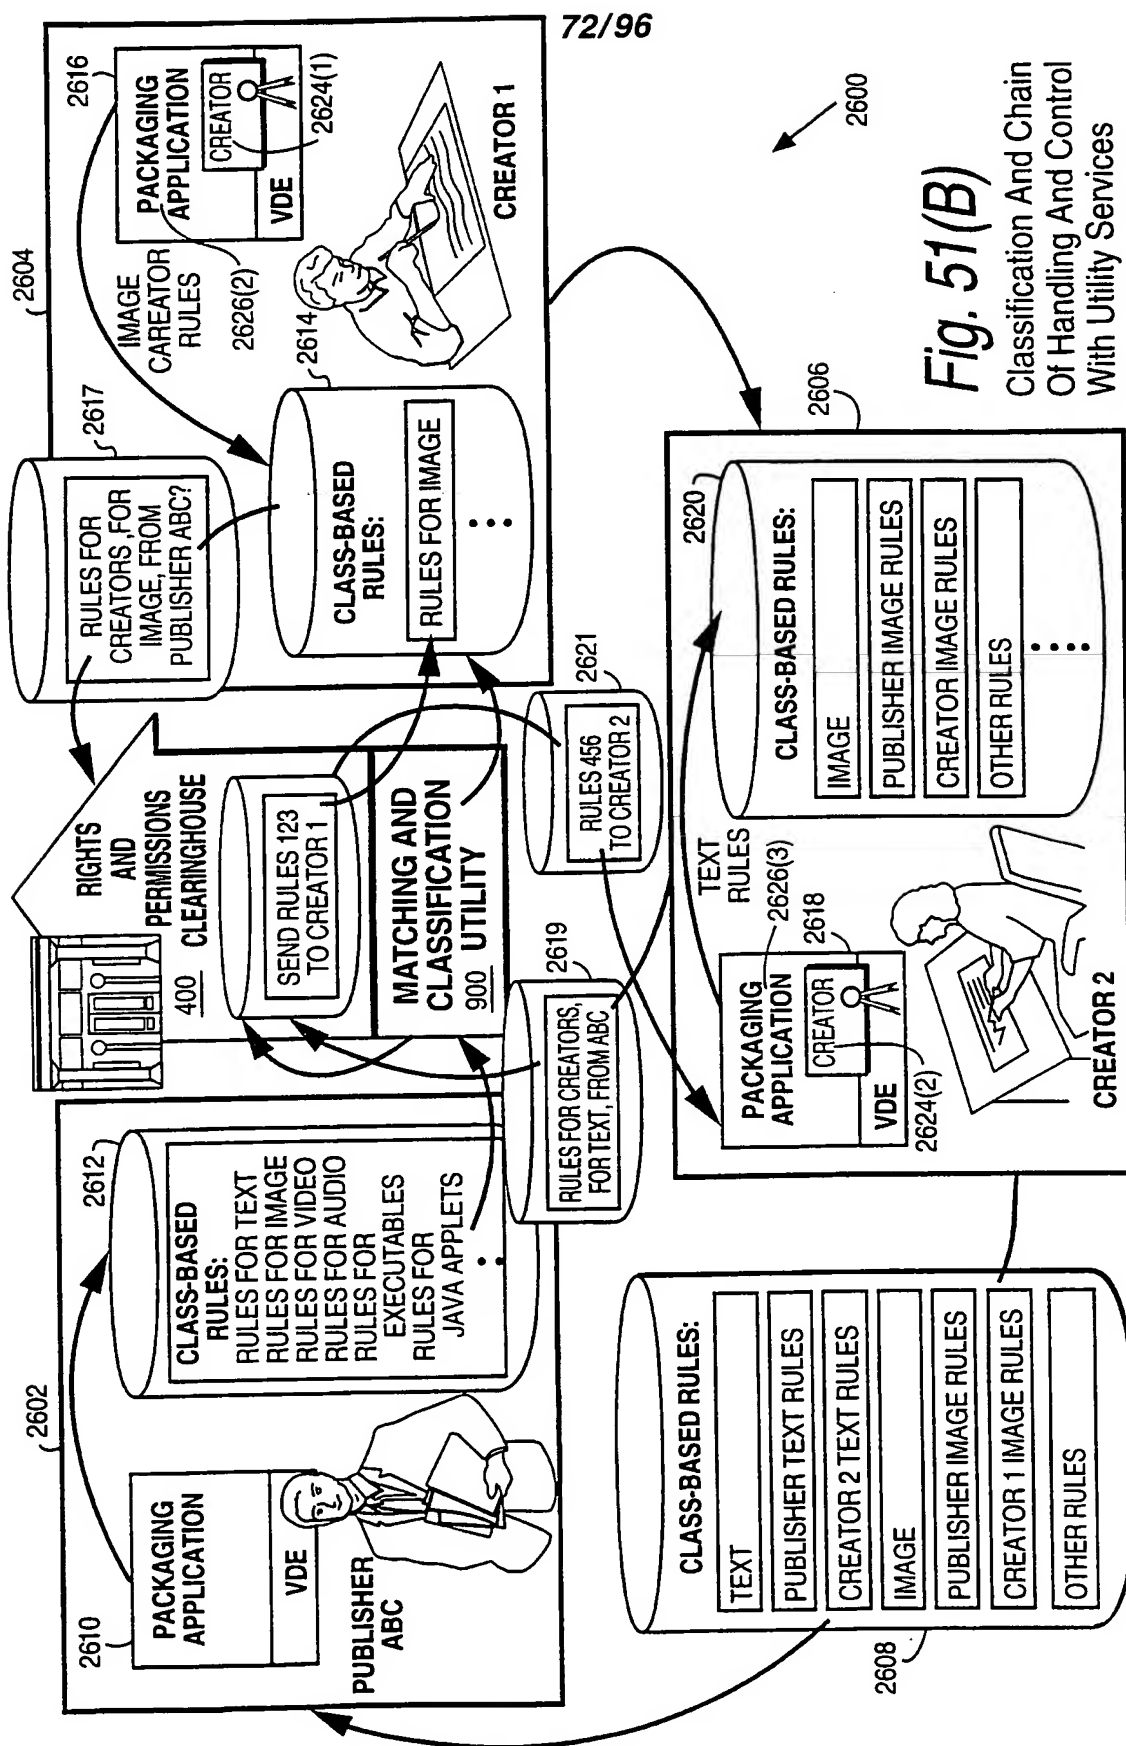 72/96
2602
2610
PACKAGING
APPLICATION
VDE
PUBLISHER
ABC
2612
CLASS-BASED
RULES:
RULES FOR TEXT
RULES FOR IMAGE
RULES FOR VIDEO
RULES FOR AUDIO
RULES FOR
EXECUTABLES
RULES FOR
JAVA APPLETS
RIGHTS
AND
PERMISSIONS
CLEARINGHOUSE
400
SEND RULES 123
TO CREATOR 1
MATCHING AND
CLASSIFICATION
900 UTILITY
2617
RULES FOR
CREATORS ,FOR
IMAGE, FROM
PUBLISHER ABC?
2604
2616
PACKAGING
APPLICATION
CREATOR
VDE
2624(1)
IMAGE
CAREATOR
RULES
2626(2)
2614
CLASS-BASED
RULES:
RULES FOR IMAGE
CREATOR 1
2619
RULES FOR CREATORS,
FOR TEXT, FROM ABC
2621
RULES 456
TO CREATOR 2
2608
CLASS-BASED RULES:
TEXT
PUBLISHER TEXT RULES
CREATOR 2 TEXT RULES
IMAGE
PUBLISHER IMAGE RULES
CREATOR 1 IMAGE RULES
OTHER RULES
2606
PACKAGING
APPLICATION
CREATOR
VDE
2624(2)
2618
2626(3)
TEXT
RULES
CREATOR 2
2620
CLASS-BASED RULES:
IMAGE
PUBLISHER IMAGE RULES
CREATOR IMAGE RULES
OTHER RULES
2600
Fig. 51(B)
Classification And Chain
Of Handling And Control
With Utility Services